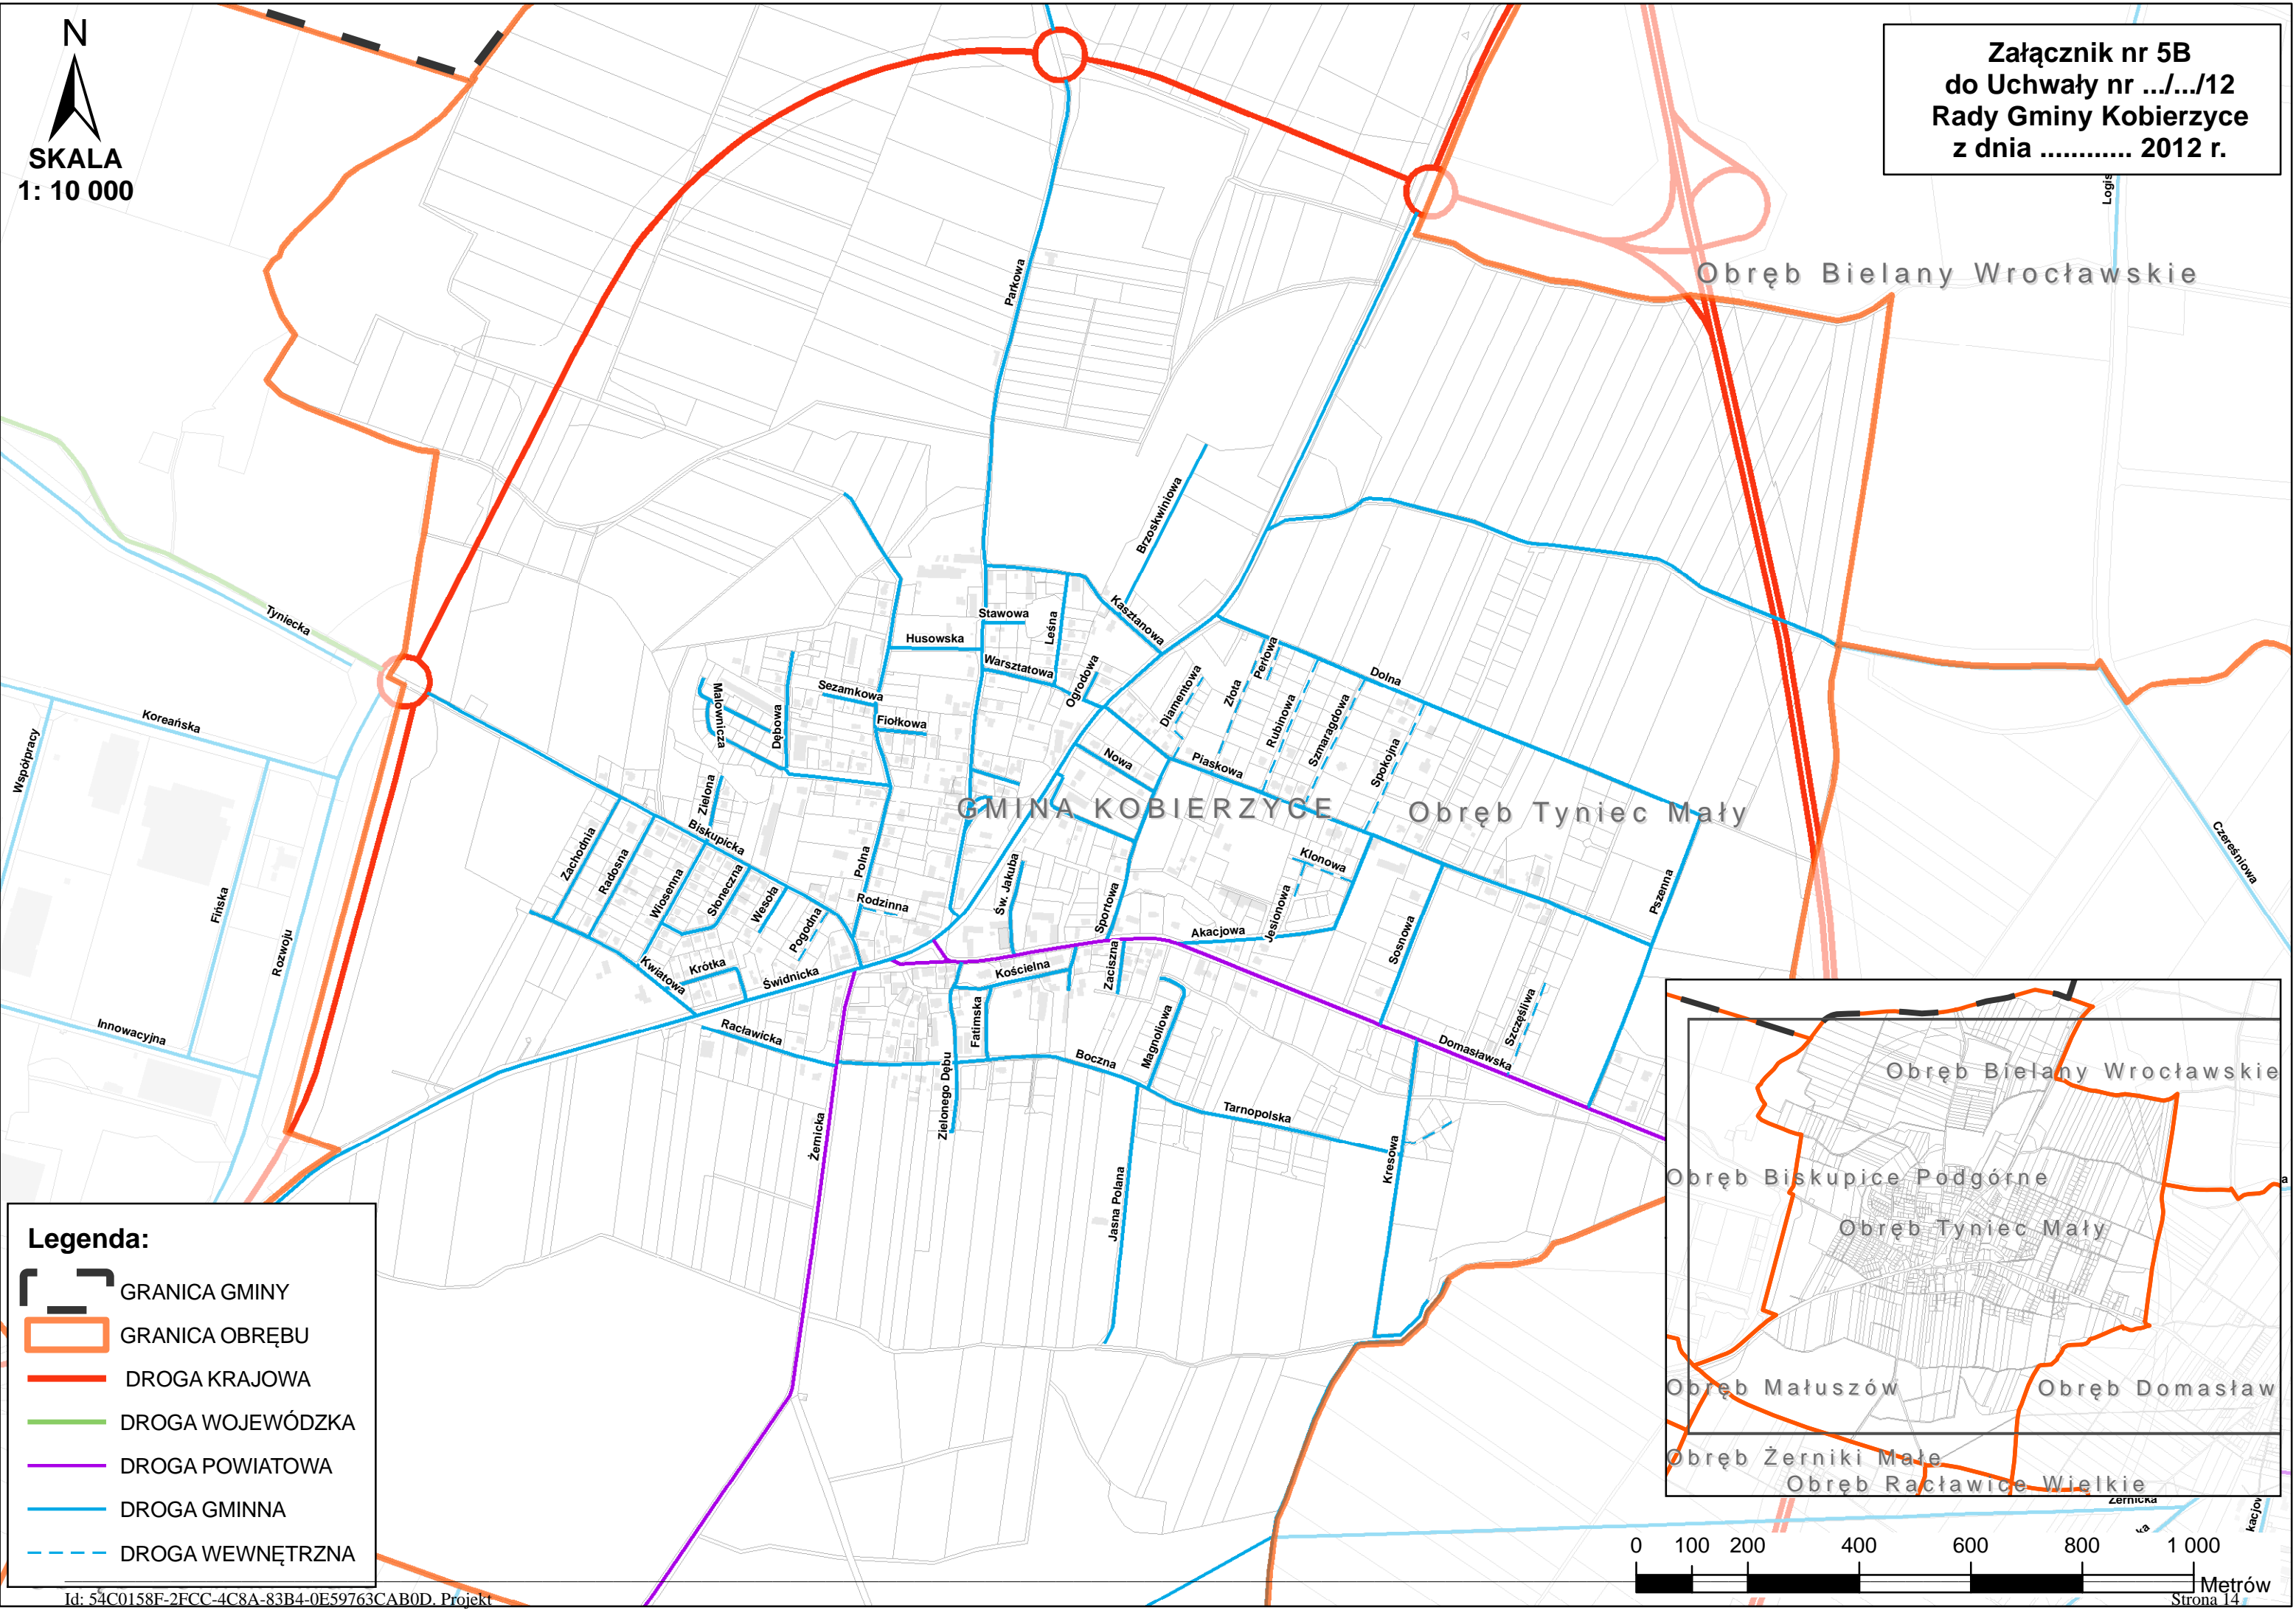 N
SKALA
1: 10 000
Załącznik nr 5B
do Uchwały nr .../.../12
Rady Gminy Kobierzyce
z dnia ............ 2012 r.
Obręb Bielany Wrocławskie
Parkowa
Brzoskwiniowa
Kasztanowa
Stawowa
Leśna
Husowska
Warsztatowa
Ogrodowa
Tyniecka
Koreańska
Współpracy
Fińska
Rozwoju
Innowacyjna
Malownicza
Dębowa
Sezamkowa
Fiołkowa
Zielona
Diamentowa
Złota
Perłowa
Rubinowa
Szmaragdowa
Spokojna
Dolna
Nowa
Piaskowa
GMINA KOBIERZYCE
Obręb Tyniec Mały
Biskupicka
Zachodnia
Radosna
Wiosenna
Słoneczna
Wesoła
Pogodna
Polna
Rodzinna
Św. Jakuba
Sportowa
Klonowa
Jesionowa
Akacjowa
Sosnowa
Pszenna
Czereśniowa
Kwiatowa
Krótka
Świdnicka
Kościelna
Zaciszna
Fatimska
Magnoliowa
Szczęśliwa
Domasławska
Racławicka
Zielonego Dębu
Boczna
Tarnopolska
Żernicka
Jasna Polana
Kresowa
Legenda:
GRANICA GMINY
GRANICA OBRĘBU
DROGA KRAJOWA
DROGA WOJEWÓDZKA
DROGA POWIATOWA
DROGA GMINNA
DROGA WEWNĘTRZNA
Obręb Bielany Wrocławskie
Obręb Biskupice Podgórne
Obręb Tyniec Mały
Obręb Małuszów
Obręb Domasław
Obręb Żerniki Małe
Obręb Racławice Wielkie
Żernicka
0 100 200 400 600 800 1 000
Metrów
Id: 54C0158F-2FCC-4C8A-83B4-0E59763CAB0D. Projekt
Strona 14